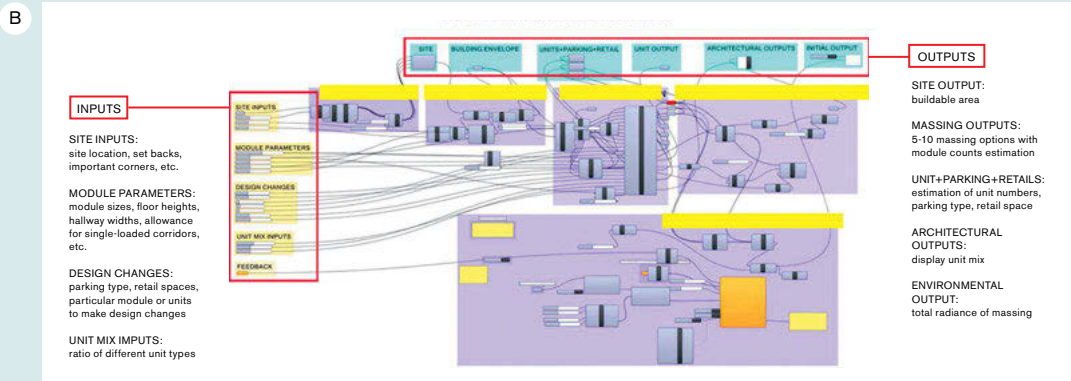 B
SITE
BUILDING ENVELOPE
UNITS+PARKING+RETAIL
UNIT OUTPUT
ARCHITECTURAL OUTPUTS
INITIAL OUTPUT
INPUTS
SITE INPUTS:
site location, set backs,
important corners, etc.
MODULE PARAMETERS:
module sizes, floor heights,
hallway widths, allowance
for single-loaded corridors,
etc.
DESIGN CHANGES:
parking type, retail spaces,
particular module or units
to make design changes
UNIT MIX IMPUTS:
ratio of different unit types
SITE INPUTS
MODULE PARAMETERS
DESIGN CHANGES
UNIT MIX INPUTS
FEEDBACK
OUTPUTS
SITE OUTPUT:
buildable area
MASSING OUTPUTS:
5-10 massing options with
module counts estimation
UNIT+PARKING+RETAILS:
estimation of unit numbers,
parking type, retail space
ARCHITECTURAL
OUTPUTS:
display unit mix
ENVIRONMENTAL
OUTPUT:
total radiance of massing